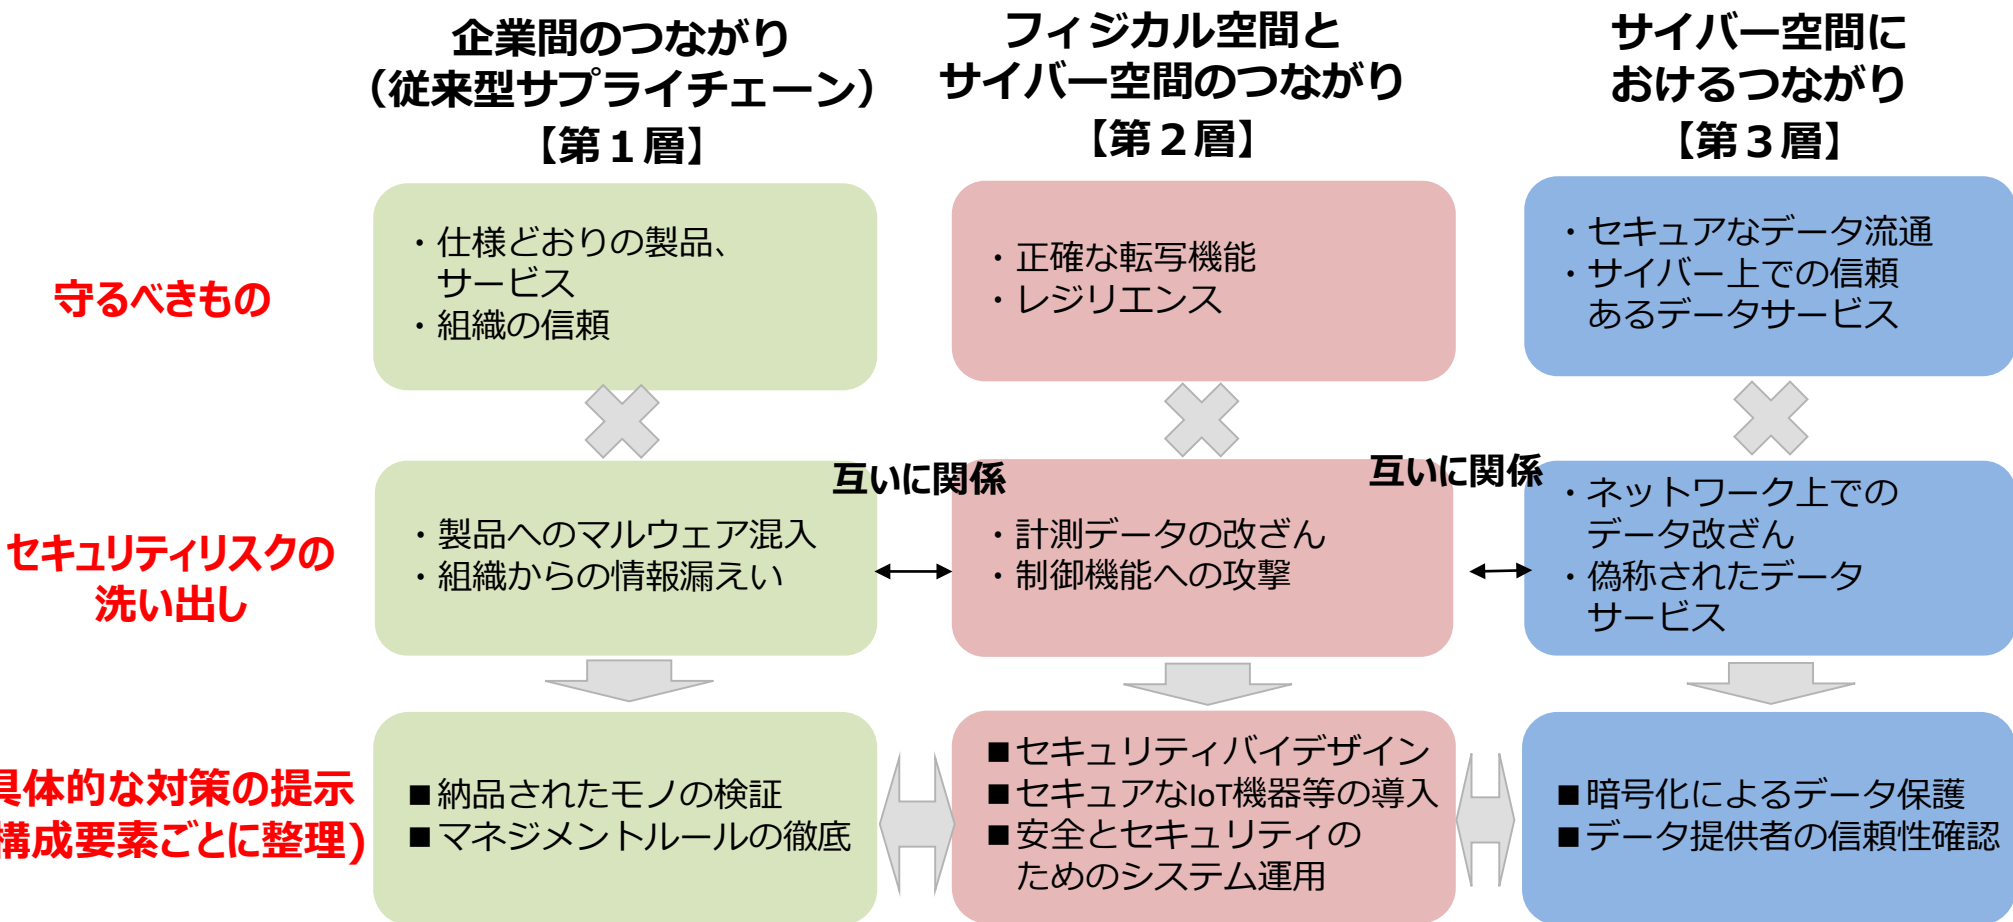 企業間のつながり
（従来型サプライチェーン）
【第１層】
フィジカル空間と
サイバー空間のつながり
【第２層】
サイバー空間に
おけるつながり
【第３層】
守るべきもの
・仕様どおりの製品、
サービス
・組織の信頼
・正確な転写機能
・レジリエンス
・セキュアなデータ流通
・サイバー上での信頼
あるデータサービス
互いに関係
互いに関係
セキュリティリスクの
洗い出し
・製品へのマルウェア混入
・組織からの情報漏えい
・計測データの改ざん
・制御機能への攻撃
・ネットワーク上での
データ改ざん
・偽称されたデータ
サービス
具体的な対策の提示
構成要素ごとに整理)
■納品されたモノの検証
■マネジメントルールの徹底
■セキュリティバイデザイン
■セキュアなIoT機器等の導入
■安全とセキュリティの
ためのシステム運用
■暗号化によるデータ保護
■データ提供者の信頼性確認